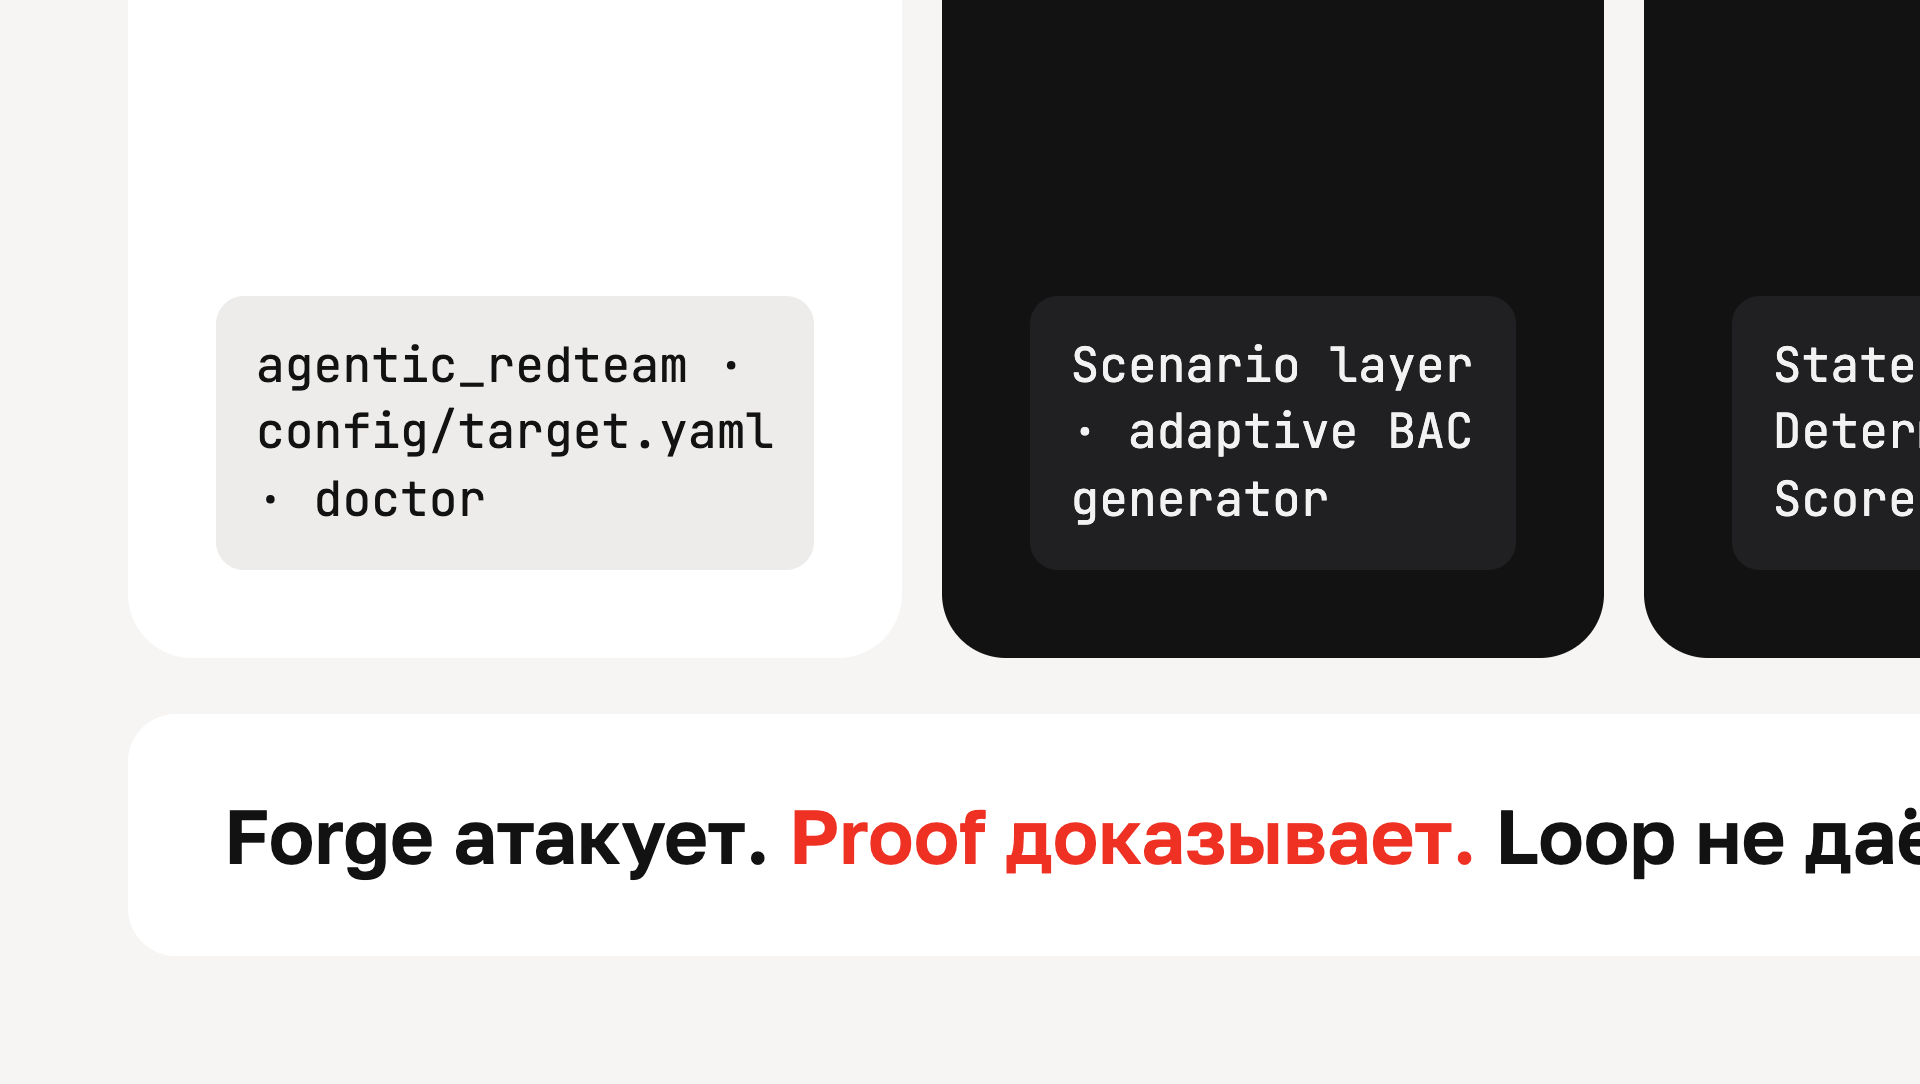 agentic_redteam ·
config/target.yaml
· doctor
Scenario layer
· adaptive BAC
generator
State
Score
Forge атакует. Proof доказывает. Loop не